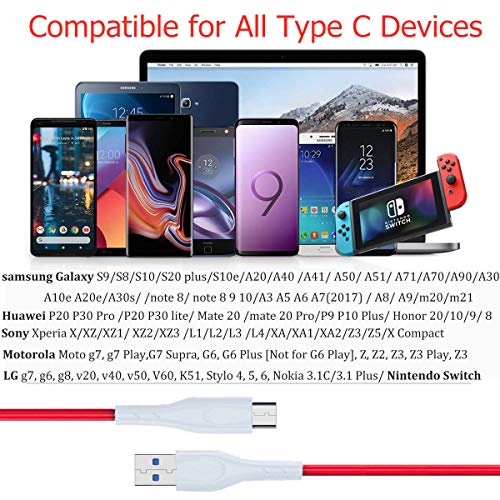 Compatible for All Type C Devices
SAMSUNG
9
NINTENDO
SWITCH
samsung Galaxy S9/S8/S10/S20 plus/S10e/A20/A40 /A41/ A50/ A51/ A71/A70/A90/A30
A10e A20e/A30s/ /note 8/ note 8 9 10/A3 A5 A6 A7(2017) / A8/ A9/m20/m21
Huawei P20 P30 Pro /P20 P30 lite/ Mate 20 /mate 20 Pro/P9 P10 Plus/ Honor 20/10/9/ 8
Sony Xperia X/XZ/XZ1/ XZ2/XZ3 /L1/L2/L3 /L4/XA/XA1/XA2/Z3/Z5/X Compact
Motorola Moto g7, g7 Play,G7 Supra, G6, G6 Plus [Not for G6 Play], Z, Z2, Z3, Z3 Play, Z3
LG g7, g6, g8, v20, v40, v50, V60, K51, Stylo 4, 5, 6, Nokia 3.1C/3.1 Plus/ Nintendo Switch